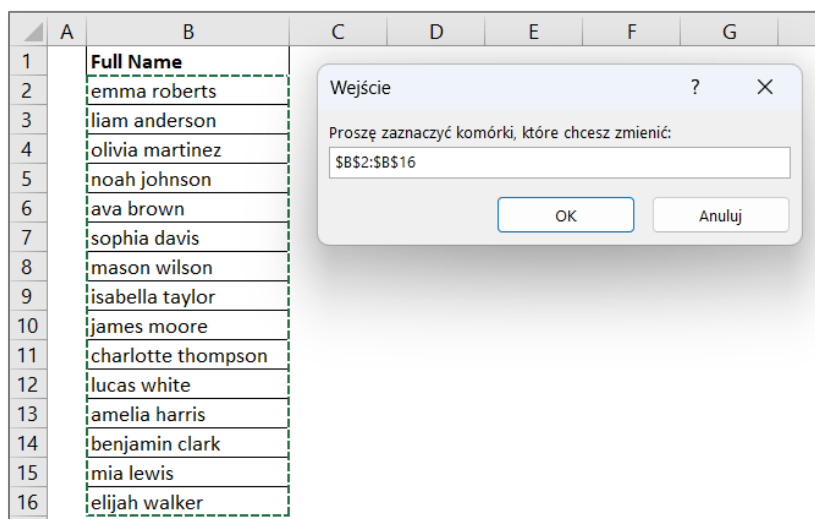 A B C D E F G
1 Full Name
2 emma roberts
3 liam anderson
4 olivia martinez
5 noah johnson
6 ava brown
7 sophia davis
8 mason wilson
9 isabella taylor
10 james moore
11 charlotte thompson
12 lucas white
13 amelia harris
14 benjamin clark
15 mia lewis
16 elijah walker
Wejście ?
Proszę zaznaczyć komórki, które chcesz zmienić:
$B$2:$B$16
OK Anuluj